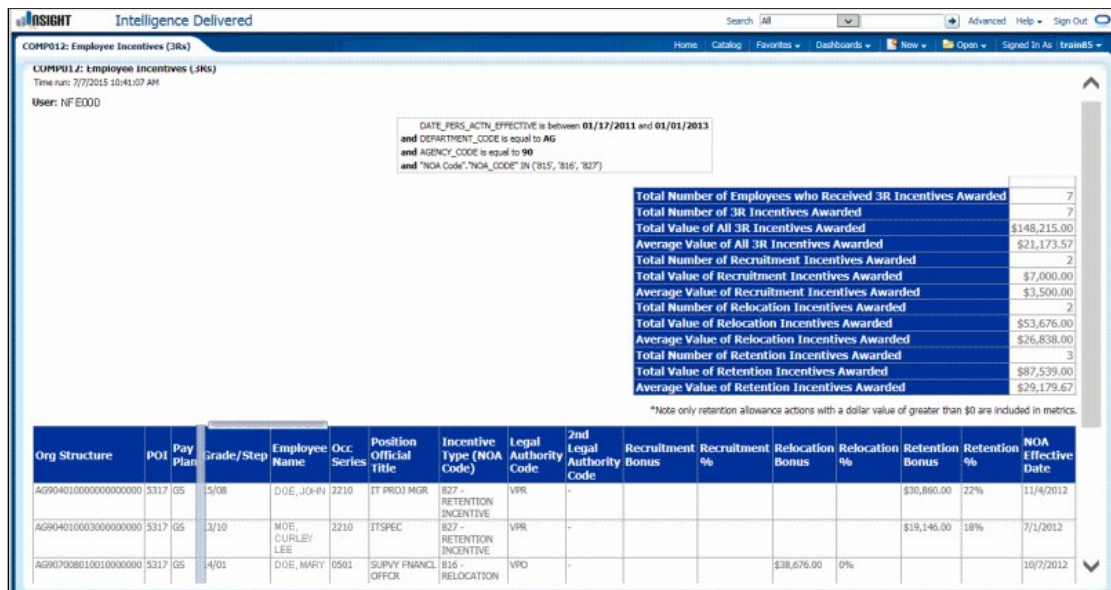 INSIGHT Intelligence Delivered Search All Advanced Help Sign Out
COMP012: Employee Incentives (3Rs) Home Catalog Favorites Dashboards New Open Signed In As train85
COMP012: Employee Incentives (3Rs)
Time run: 7/7/2015 10:41:07 AM
User: NFE000
DATE_PERS_ACTN_EFFECTIVE is between 01/17/2011 and 01/01/2013
and DEPARTMENT_CODE is equal to AG
and AGENCY_CODE is equal to 90
and "NOA Code"."NOA_CODE" IN ('815', '816', '827')
Total Number of Employees who Received 3R Incentives Awarded 7
Total Number of 3R Incentives Awarded 7
Total Value of All 3R Incentives Awarded $148,215.00
Average Value of All 3R Incentives Awarded $21,173.57
Total Number of Recruitment Incentives Awarded 2
Total Value of Recruitment Incentives Awarded $7,000.00
Average Value of Recruitment Incentives Awarded $3,500.00
Total Number of Relocation Incentives Awarded 2
Total Value of Relocation Incentives Awarded $53,676.00
Average Value of Relocation Incentives Awarded $26,838.00
Total Number of Retention Incentives Awarded 3
Total Value of Retention Incentives Awarded $87,539.00
Average Value of Retention Incentives Awarded $29,179.67
*Note only retention allowance actions with a dollar value of greater than $0 are included in metrics.
Org Structure POI Pay Plan Grade/Step Employee Name Occ Series Position Official Title Incentive Type (NOA Code) Legal Authority Code 2nd Legal Authority Code Recruitment Bonus Recruitment % Relocation Bonus Relocation % Retention Bonus Retention % NOA Effective Date
AG904010000000000000 5317 GS 5/08 DOE, JOHN 2210 IT PROJ MGR 827 - RETENTION INCENTIVE VPR - $30,860.00 22% 11/4/2012
AG904010003000000000 5317 GS 3/10 MOE, CURLEY LEE 2210 ITSPEC 827 - RETENTION INCENTIVE VPR - $19,146.00 18% 7/1/2012
AG907008010010000000 5317 GS 4/01 DOE, MARY 0501 SUPVY FNANCL OFFCR 816 - RELOCATION VPO - $38,676.00 0% 10/7/2012